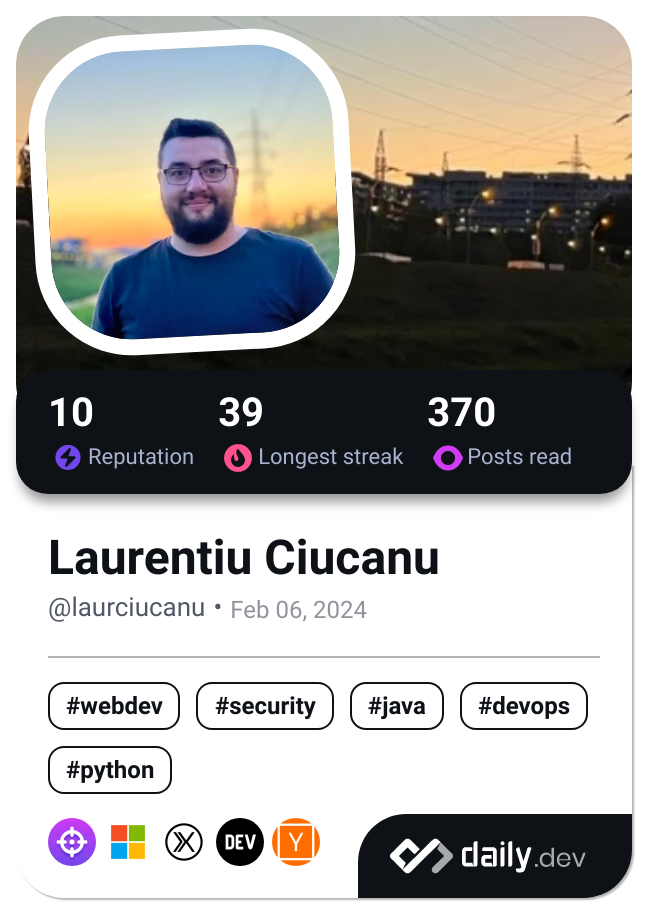 10 39 370
Reputation Longest streak Posts read
Laurentiu Ciucanu
@laurciucanu • Feb 06, 2024
#webdev #security #java #devops
#python
DEV Y daily.dev